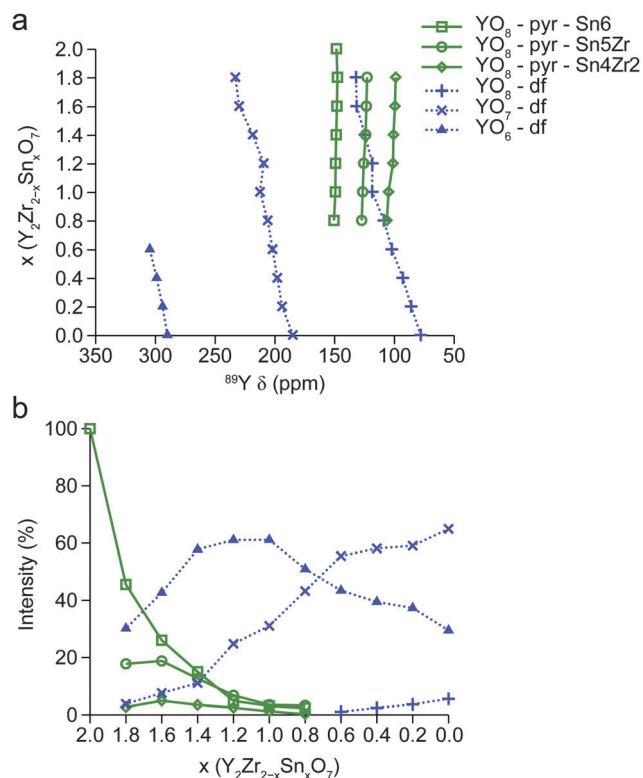 a
YO₈ - pyr - Sn6
YO₈ - pyr - Sn5Zr
YO₈ - pyr - Sn4Zr2
YO₈ - df
YO₇ - df
YO₆ - df
x (Y₂Zr₂₋ₓSnₓO₇)
2.0
1.8
1.6
1.4
1.2
1.0
0.8
0.6
0.4
0.2
0.0
350 300 250 200 150 100 50
⁸⁹Y δ (ppm)
b
Intensity (%)
100
80
60
40
20
0
2.0 1.8 1.6 1.4 1.2 1.0 0.8 0.6 0.4 0.2 0.0
x (Y₂Zr₂₋ₓSnₓO₇)